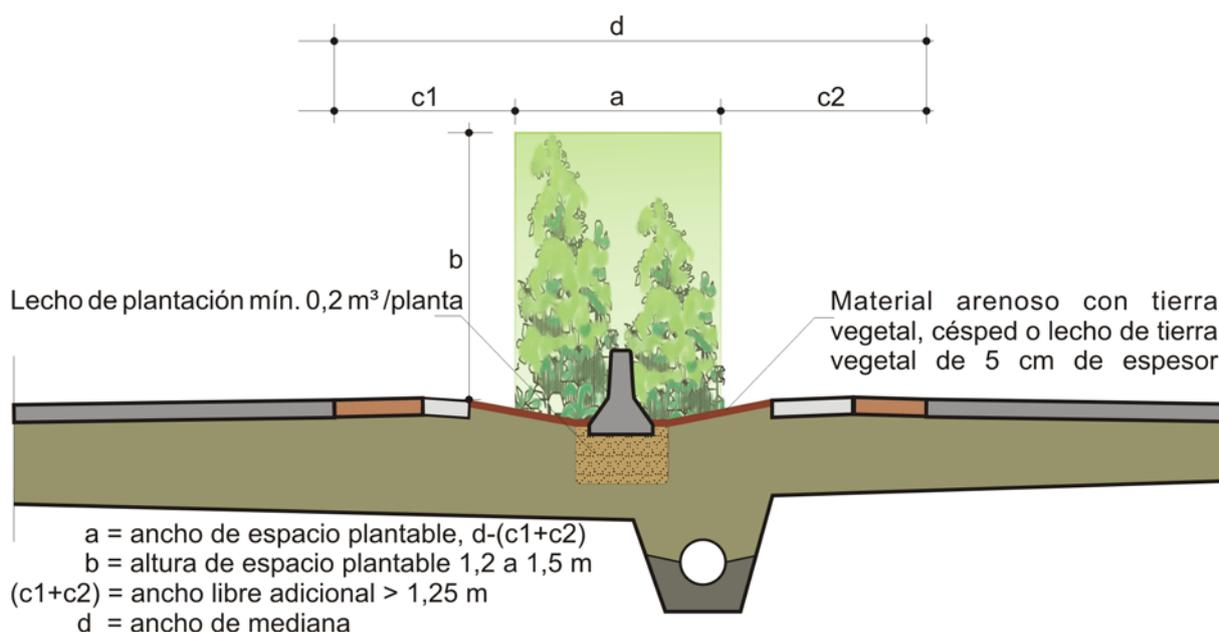 d
c1
a
c2
b
Lecho de plantación mín. 0,2 m³/planta
Material arenoso con tierra
vegetal, césped o lecho de tierra
vegetal de 5 cm de espesor
a = ancho de espacio plantable, d-(c1+c2)
b = altura de espacio plantable 1,2 a 1,5 m
(c1+c2) = ancho libre adicional > 1,25 m
d = ancho de mediana